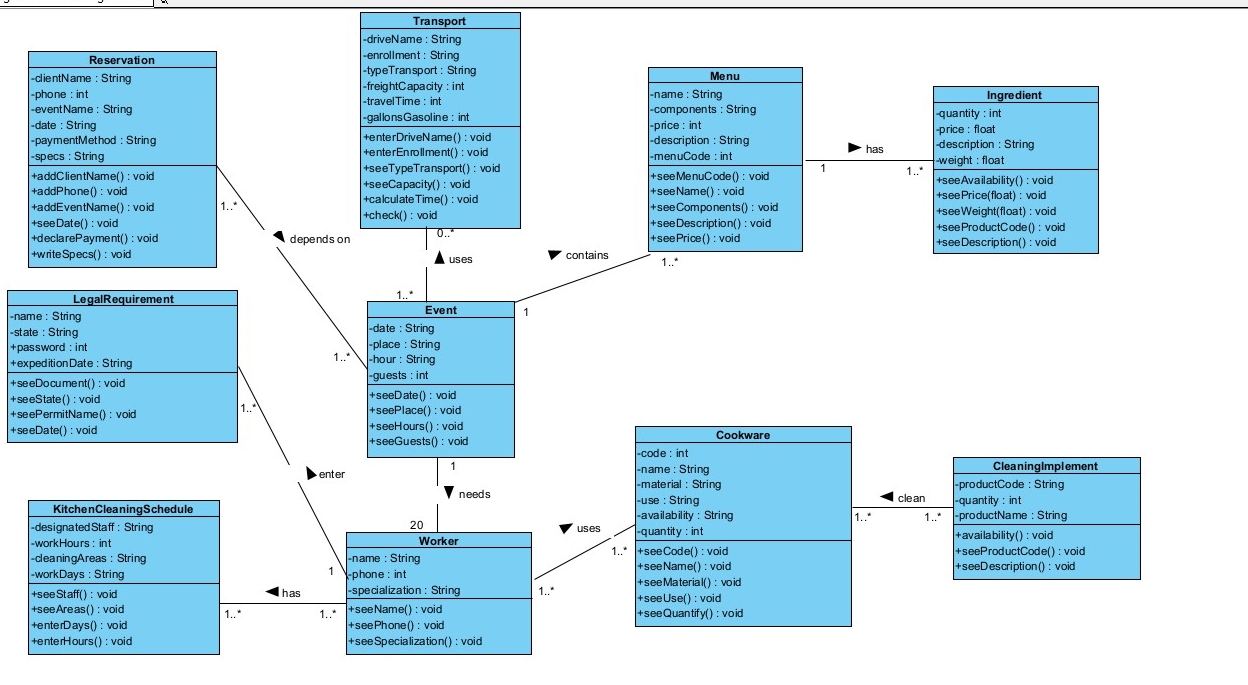 Transport
-driveName : String
-enrollment : String
-typeTransport : String
-freightCapacity : int
-travelTime : int
-gallonsGasoline : int
+enterDriveName() : void
+enterEnrollment() : void
+seeTypeTransport() : void
+seeCapacity() : void
+calculateTime() : void
+check() : void
Reservation
-clientName : String
-phone : int
-eventName : String
-date : String
-paymentMethod : String
-specs : String
+addClientName() : void
+addPhone() : void
+addEventName() : void
+seeDate() : void
+declarePayment() : void
+writeSpecs() : void
Menu
-name : String
-components : String
-price : int
-description : String
-menuCode : int
+seeMenuCode() : void
+seeName() : void
+seeComponents() : void
+seeDescription() : void
+seePrice() : void
Ingredient
-quantity : int
-price : float
-description : String
-weight : float
+seeAvailability() : void
+seePrice(float) : void
+seeWeight(float) : void
+seeProductCode() : void
+seeDescription() : void
has
1
1..*
1..*
depends on
1..*
0..*
uses
1..*
contains
1..*
1
LegalRequirement
-name : String
-state : String
+password : int
+expeditionDate : String
+seeDocument() : void
+seeState() : void
+seePermitName() : void
+seeDate() : void
Event
-date : String
-place : String
-hour : String
-guests : int
+seeDate() : void
+seePlace() : void
+seeHours() : void
+seeGuests() : void
1..*
enter
1
1
needs
20
Cookware
-code : int
-name : String
-material : String
-use : String
-availability : String
-quantity : int
+seeCode() : void
+seeName() : void
+seeMaterial() : void
+seeUse() : void
+seeQuantify() : void
CleaningImplement
-productCode : String
-quantity : int
-productName : String
+availability() : void
+seeProductCode() : void
+seeDescription() : void
clean
1..*
1..*
KitchenCleaningSchedule
-designatedStaff : String
-workHours : int
-cleaningAreas : String
-workDays : String
+seeStaff() : void
+seeAreas() : void
+enterDays() : void
+enterHours() : void
Worker
-name : String
-phone : int
-specialization : String
+seeName() : void
+seePhone() : void
+seeSpecialization() : void
has
1..*
1..*
uses
1..*
1..*